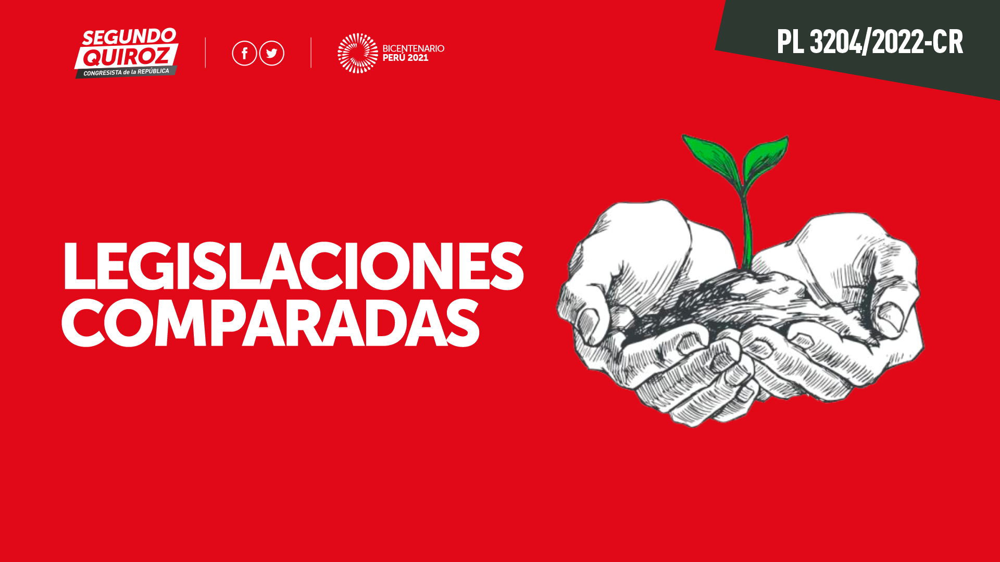 SEGUNDO
QUIROZ
CONGRESISTA de la REPÚBLICA
BICENTENARIO
PERÚ 2021
PL 3204/2022-CR
LEGISLACIONES
COMPARADAS